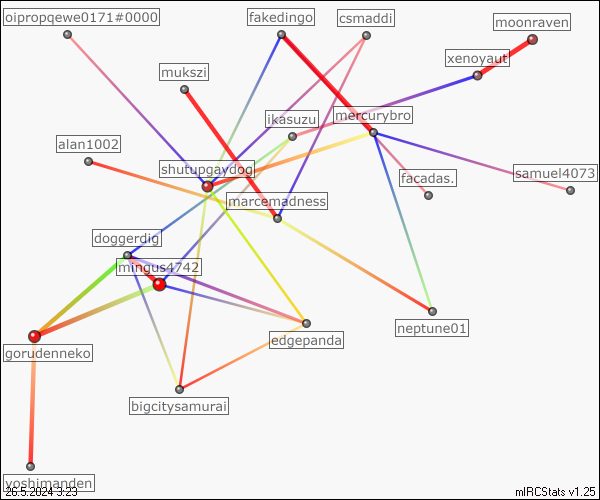 oipropqewe0171#0000
fakedingo
csmaddi
moonraven
xenoyaut
mukszi
ikasuzu
mercurybro
alan1002
shutupgaydog
facadas.
samuel4073
marcemadness
doggerdig
mingus4742
neptune01
edgepanda
gorudenneko
bigcitysamurai
yoshimanden
26.5.2024 3:23
mIRCStats v1.25